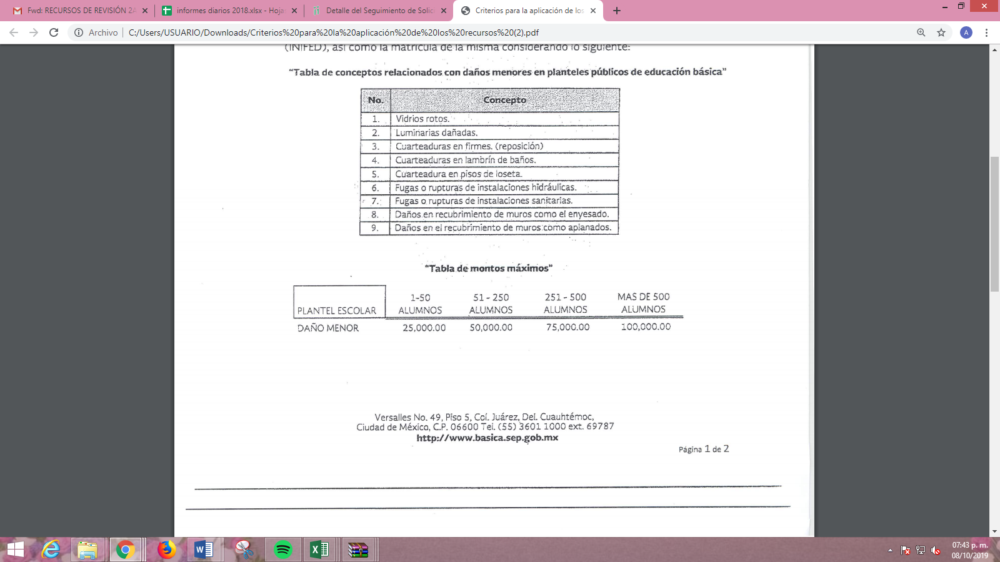 Fwd: RECURSOS DE REVISIÓN 2A
informes diarios 2018.xlsx - Hoja
Detalle del Seguimiento de Solic
Criterios para la aplicación de los
Archivo
C:/Users/USUARIO/Downloads/Criterios%20para%20la%20aplicación%20de%20los%20recursos%20(2).pdf
A
(INIFED), así como la matrícula de la misma considerando lo siguiente:
“Tabla de conceptos relacionados con daños menores en planteles públicos de educación básica”
No. Concepto
1. Vidrios rotos.
2. Luminarias dañadas.
3. Cuarteaduras en firmes. (reposición)
4. Cuarteaduras en lambrín de baños.
5. Cuarteadura en pisos de loseta.
6. Fugas o rupturas de instalaciones hidráulicas.
7. Fugas o rupturas de instalaciones sanitarias.
8. Daños en recubrimiento de muros como el enyesado.
9. Daños en el recubrimiento de muros como aplanados.
“Tabla de montos máximos”
1-50 51 - 250 251 - 500 MAS DE 500
PLANTEL ESCOLAR ALUMNOS ALUMNOS ALUMNOS ALUMNOS
DAÑO MENOR 25,000.00 50,000.00 75,000.00 100,000.00
Versalles No. 49, Piso 5, Col. Juárez, Del. Cuauhtémoc,
Ciudad de México, C.P. 06600 Tel. (55) 3601 1000 ext. 69787
http://www.basica.sep.gob.mx
Página 1 de 2
07:43 p. m.
08/10/2019